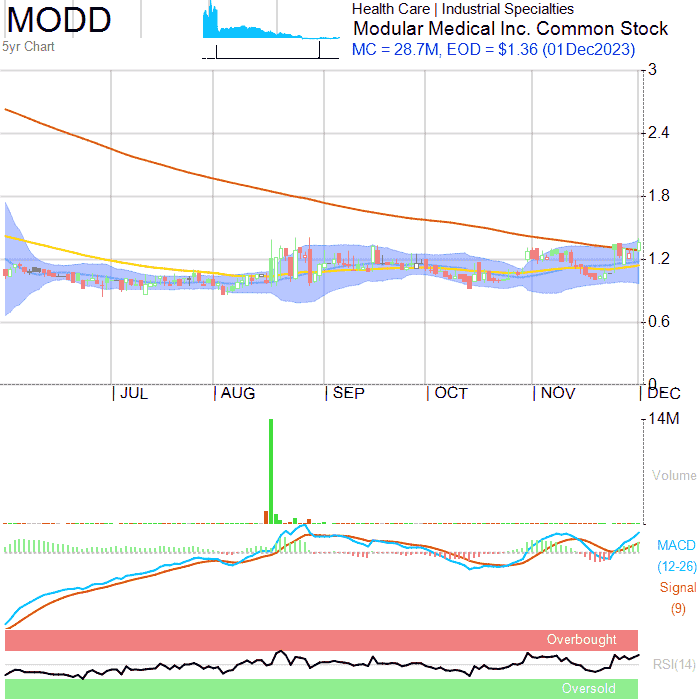 MODD
5yr Chart
Health Care | Industrial Specialties
Modular Medical Inc. Common Stock
MC = 28.7M, EOD = $1.36 (01Dec2023)
3
2.4
1.8
1.2
0.6
0
JUL
AUG
SEP
OCT
NOV
DEC
14M
Volume
MACD
(12-26)
Signal
(9)
Overbought
RSI(14)
Oversold